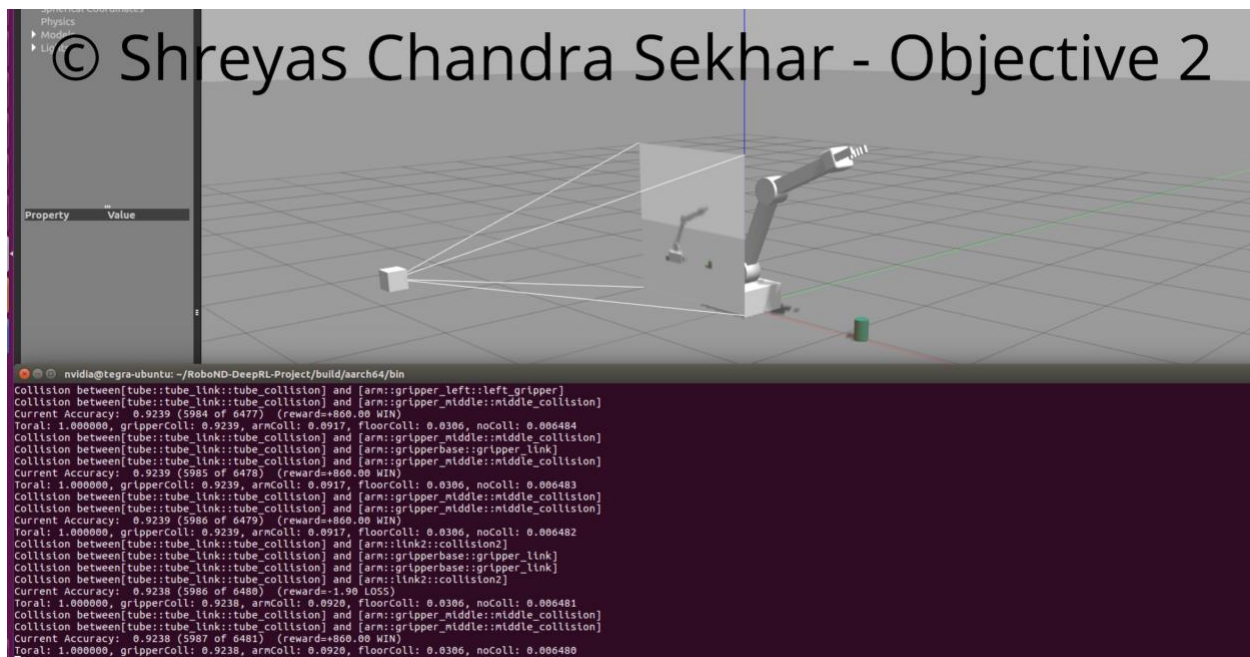 Spherical Coordinates
Physics
Models
© Shreyas Chandra Sekhar - Objective 2
Property Value
nvidia@tegra-ubuntu: ~/RoboND-DeepRL-Project/build/aarch64/bin
Collision between[tube::tube_link::tube_collision] and [arm::gripper_left::left_gripper]
Collision between[tube::tube_link::tube_collision] and [arm::gripper_middle::middle_collision]
Current Accuracy:  0.9239 (5984 of 6477)  (reward=+860.00 WIN)
Toral: 1.000000, gripperColl: 0.9239, armColl: 0.0917, floorColl: 0.0306, noColl: 0.006484
Collision between[tube::tube_link::tube_collision] and [arm::gripper_middle::middle_collision]
Collision between[tube::tube_link::tube_collision] and [arm::gripperbase::gripper_link]
Collision between[tube::tube_link::tube_collision] and [arm::gripper_middle::middle_collision]
Current Accuracy:  0.9239 (5985 of 6478)  (reward=+860.00 WIN)
Toral: 1.000000, gripperColl: 0.9239, armColl: 0.0917, floorColl: 0.0306, noColl: 0.006483
Collision between[tube::tube_link::tube_collision] and [arm::gripper_middle::middle_collision]
Collision between[tube::tube_link::tube_collision] and [arm::gripper_middle::middle_collision]
Current Accuracy:  0.9239 (5986 of 6479)  (reward=+860.00 WIN)
Toral: 1.000000, gripperColl: 0.9239, armColl: 0.0917, floorColl: 0.0306, noColl: 0.006482
Collision between[tube::tube_link::tube_collision] and [arm::link2::collision2]
Collision between[tube::tube_link::tube_collision] and [arm::gripperbase::gripper_link]
Collision between[tube::tube_link::tube_collision] and [arm::gripperbase::gripper_link]
Collision between[tube::tube_link::tube_collision] and [arm::link2::collision2]
Current Accuracy:  0.9238 (5986 of 6480)  (reward=-1.90 LOSS)
Toral: 1.000000, gripperColl: 0.9238, armColl: 0.0920, floorColl: 0.0306, noColl: 0.006481
Collision between[tube::tube_link::tube_collision] and [arm::gripper_middle::middle_collision]
Collision between[tube::tube_link::tube_collision] and [arm::gripper_middle::middle_collision]
Current Accuracy:  0.9238 (5987 of 6481)  (reward=+860.00 WIN)
Toral: 1.000000, gripperColl: 0.9238, armColl: 0.0920, floorColl: 0.0306, noColl: 0.006480